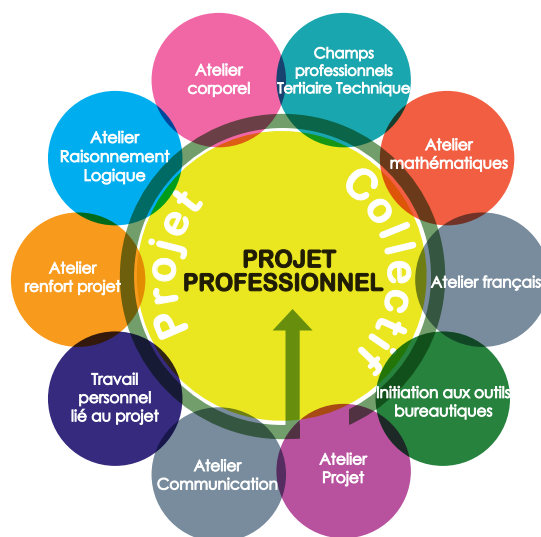 Champs
professionnels
Tertiaire Technique
Atelier
corporel
Atelier
mathématiques
Atelier
Raisonnement
Logique
Projet
Collectif
PROJET
PROFESSIONNEL
Atelier
renfort projet
Atelier français
Travail
personnel
lié au projet
Initiation aux outils
bureautiques
Atelier
Communication
Atelier
Projet